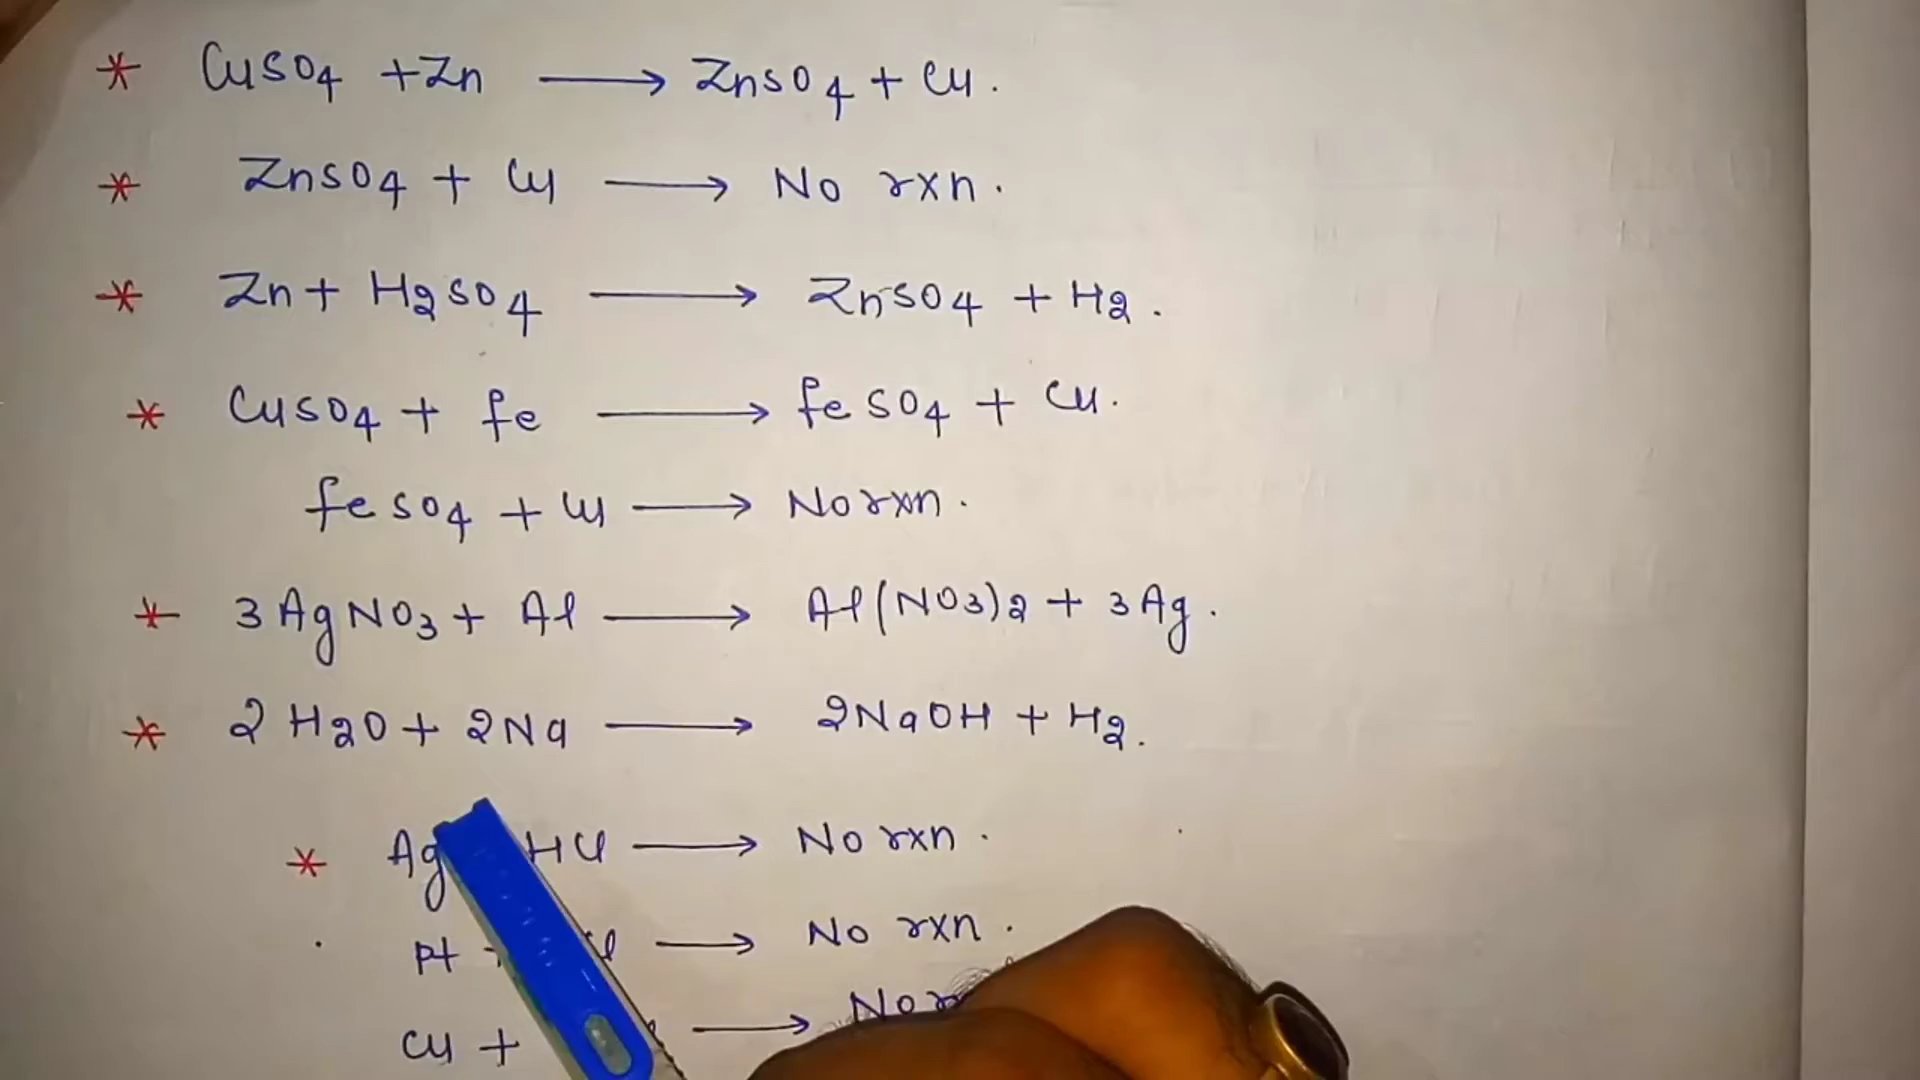 * CuSO4 + Zn ⟶ ZnSO4 + Cu.
* ZnSO4 + Cu ⟶ No rxn.
* Zn + H2SO4 ⟶ ZnSO4 + H2.
* CuSO4 + fe ⟶ feSO4 + Cu.
feSO4 + Cu ⟶ No rxn.
* 3AgNO3 + Al ⟶ Al(NO3)2 + 3Ag.
* 2H2O + 2Na ⟶ 2NaOH + H2.
* Ag HCl ⟶ No rxn.
Pt + ⟶ No rxn.
Cu + ⟶ No